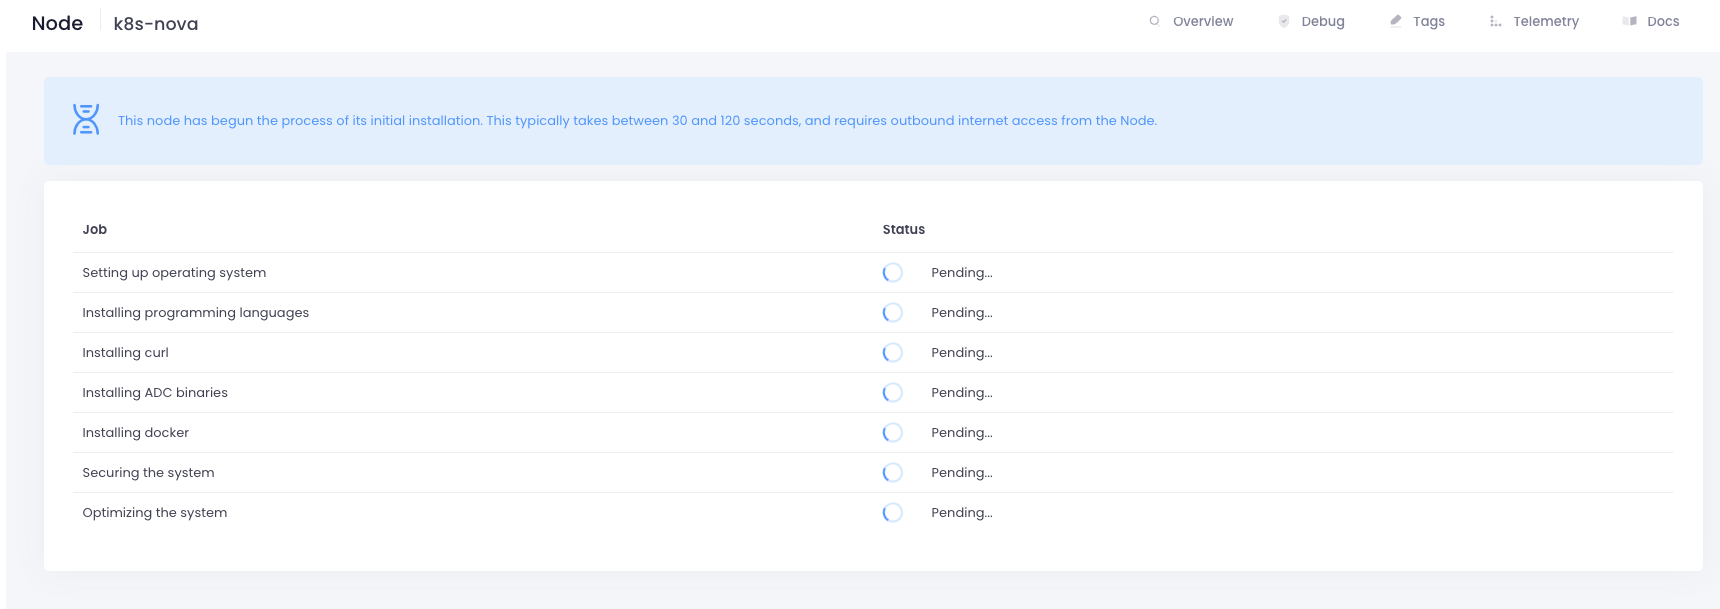 Node k8s-nova Overview Debug Tags Telemetry Docs
This node has begun the process of its initial installation. This typically takes between 30 and 120 seconds, and requires outbound internet access from the Node.
Job Status
Setting up operating system Pending...
Installing programming languages Pending...
Installing curl Pending...
Installing ADC binaries Pending...
Installing docker Pending...
Securing the system Pending...
Optimizing the system Pending...